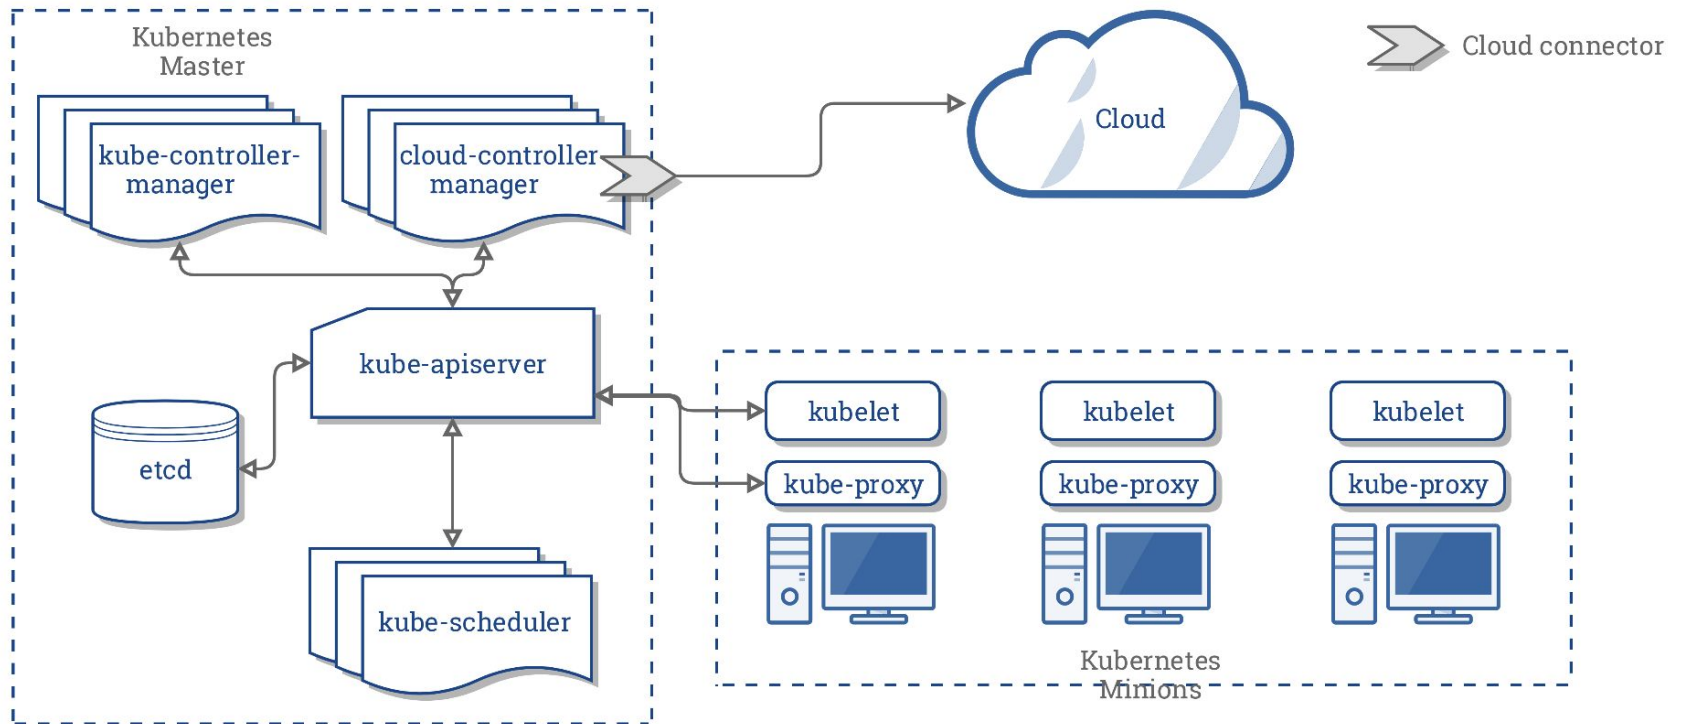 Kubernetes
Master
kube-controller-
manager
cloud-controller
manager
Cloud
Cloud connector
kube-apiserver
etcd
kube-scheduler
kubelet
kubelet
kubelet
kube-proxy
kube-proxy
kube-proxy
Kubernetes
Minions